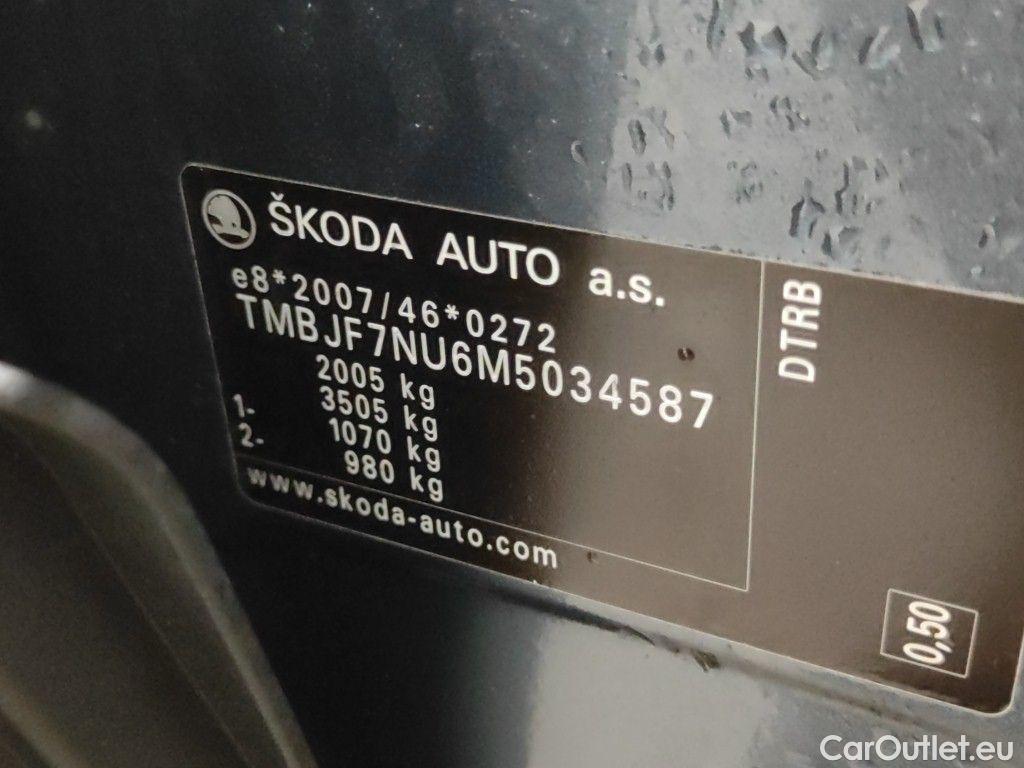 ŠKODA AUTO a.s.
e8*2007/46*0272
TMBJF7NU6M5034587
2005 kg
3505 kg
1- 1070 kg
2- 980 kg
www.skoda-auto.com
DTRB
0,50
CarOutlet.eu